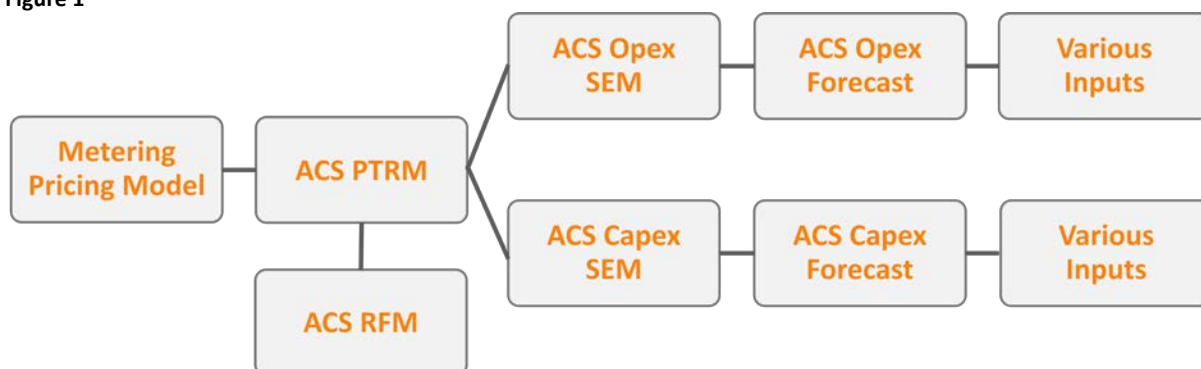 Figure 1
ACS Opex
SEM
ACS Opex
Forecast
Various
Inputs
Metering
Pricing Model
ACS PTRM
ACS Capex
SEM
ACS Capex
Forecast
Various
Inputs
ACS RFM